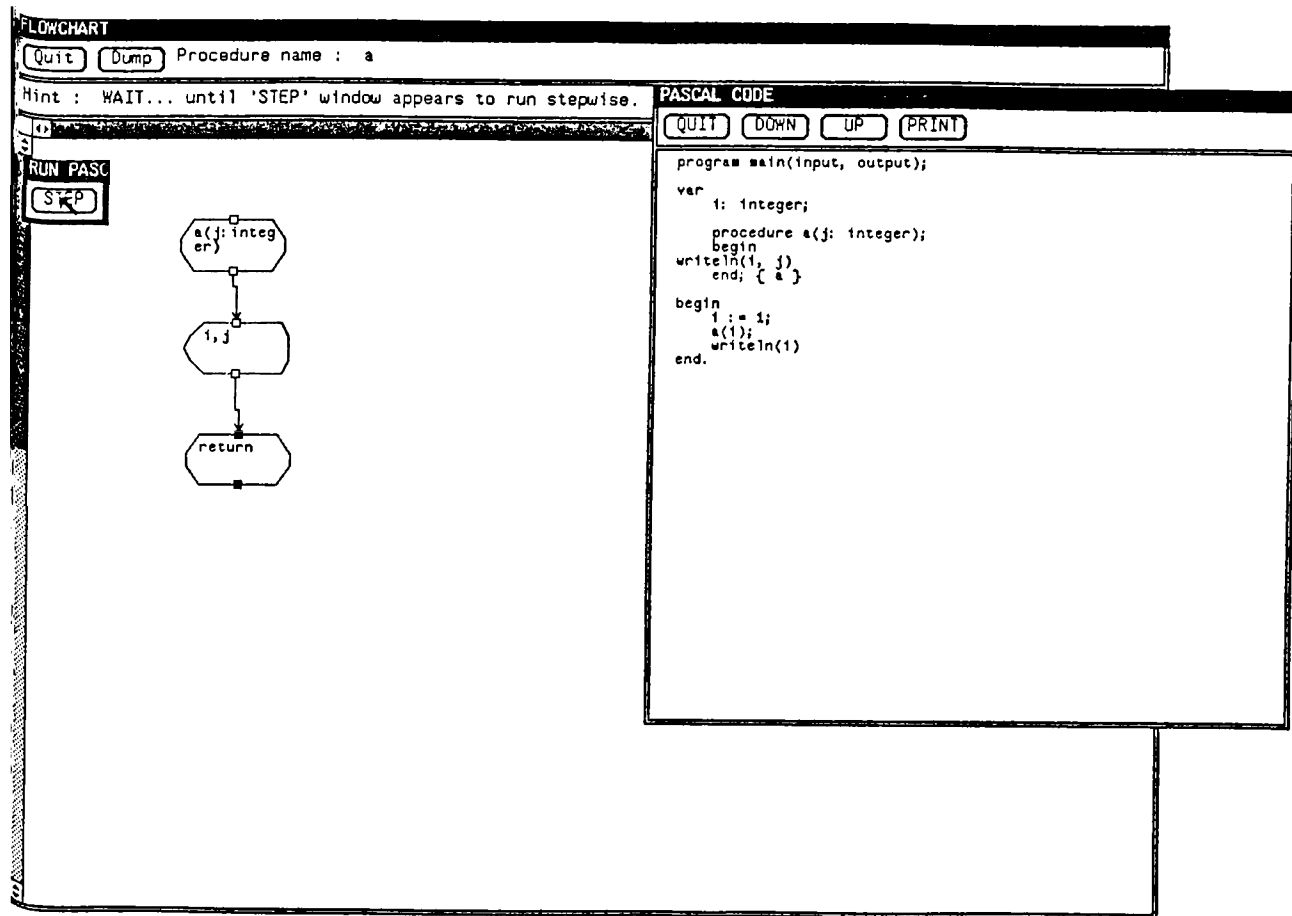 FLOWCHART
Quit Dump Procedure name : a
Hint : WAIT... until 'STEP' window appears to run stepwise.
RUN PASC
STEP
a(j:integ
er)
i,j
return
PASCAL CODE
QUIT DOWN UP PRINT
program main(input, output);
var
i: integer;
procedure a(j: integer);
begin
writeln(i, j)
end; { a }
begin
i := 1;
a(i);
writeln(i)
end.